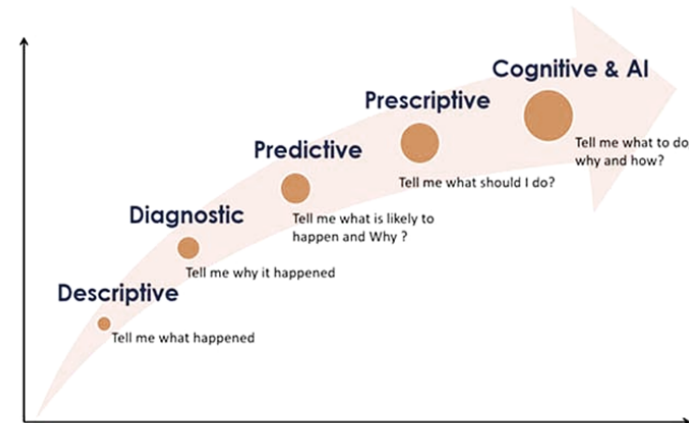 Cognitive & AI
Tell me what to do,
why and how?
Prescriptive
Tell me what should I do?
Predictive
Tell me what is likely to
happen and Why ?
Diagnostic
Tell me why it happened
Descriptive
Tell me what happened